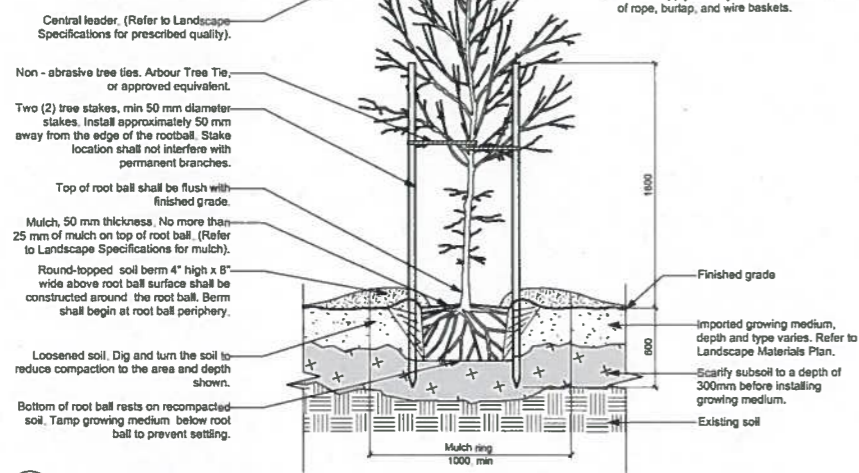 of rope, burlap, and wire baskets.
Central leader. (Refer to Landscape
Specifications for prescribed quality).
Non - abrasive tree ties. Arbour Tree Tie,
or approved equivalent.
Two (2) tree stakes, min 50 mm diameter
stakes. Install approximately 50 mm
away from the edge of the rootball. Stake
location shall not interfere with
permanent branches.
Top of root ball shall be flush with
finished grade.
Mulch, 50 mm thickness. No more than
25 mm of mulch on top of root ball. (Refer
to Landscape Specifications for mulch).
Round-topped soil berm 4" high x 8"
wide above root ball surface shall be
constructed around the root ball. Berm
shall begin at root ball periphery.
Loosened soil. Dig and turn the soil to
reduce compaction to the area and depth
shown.
Bottom of root ball rests on recompacted
soil. Tamp growing medium below root
ball to prevent settling.
1800
600
Finished grade
Imported growing medium,
depth and type varies. Refer to
Landscape Materials Plan.
Scarify subsoil to a depth of
300mm before installing
growing medium.
Existing soil
Mulch ring
1000, min